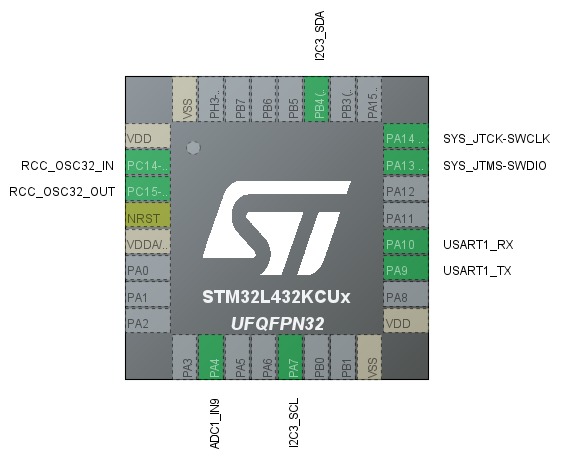 I2C3_SDA
VSS
PH3-..
PB7
PB6
PB5
PB4 (..
PB3 (..
PA15 ..
VDD
PA14 ..
SYS_JTCK-SWCLK
RCC_OSC32_IN
PC14-..
PA13 ..
SYS_JTMS-SWDIO
RCC_OSC32_OUT
PC15-..
PA12
NRST
PA11
VDDA/..
PA10
USART1_RX
PA0
PA9
USART1_TX
PA1
PA8
PA2
VDD
ST
STM32L432KCUx
UFQFPN32
PA3
PA4
PA5
PA6
PA7
PB0
PB1
VSS
ADC1_IN9
I2C3_SCL